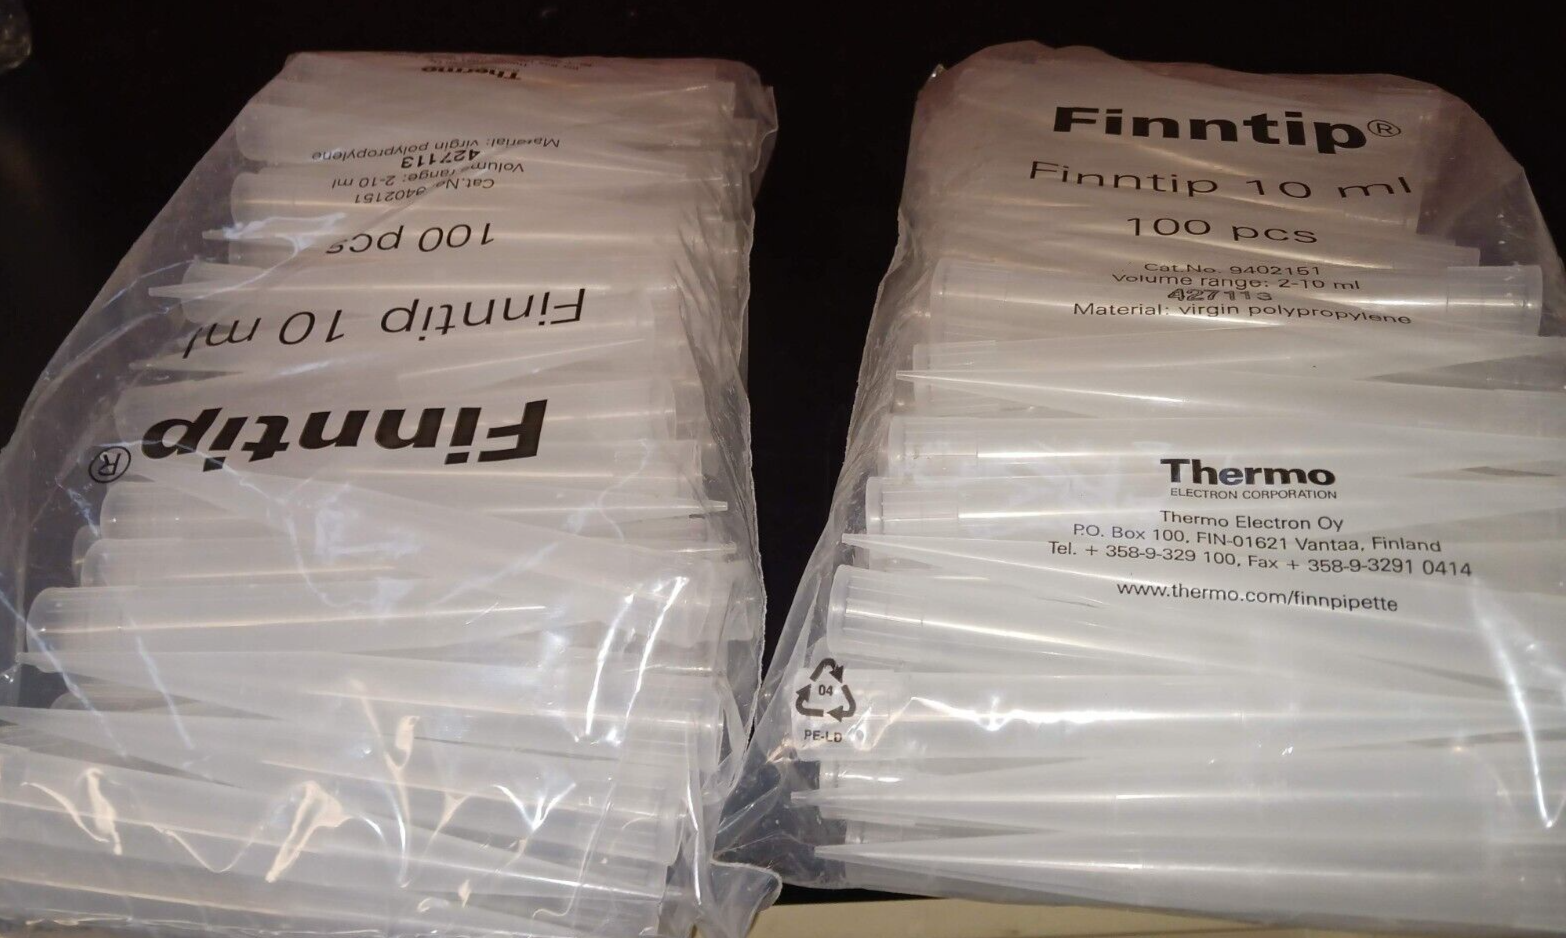 Thermo
Material: virgin polypropylene
427113
Volume range: 2-10 ml
Cat.No. 9402151
100 pcs
Finntip 10 ml
Finntip®
Finntip®
Finntip 10 ml
100 pcs
Cat.No. 9402151
Volume range: 2-10 ml
427113
Material: virgin polypropylene
Thermo
ELECTRON CORPORATION
Thermo Electron Oy
P.O. Box 100, FIN-01621 Vantaa, Finland
Tel. + 358-9-329 100, Fax + 358-9-3291 0414
www.thermo.com/finnpipette
04
PE-LD